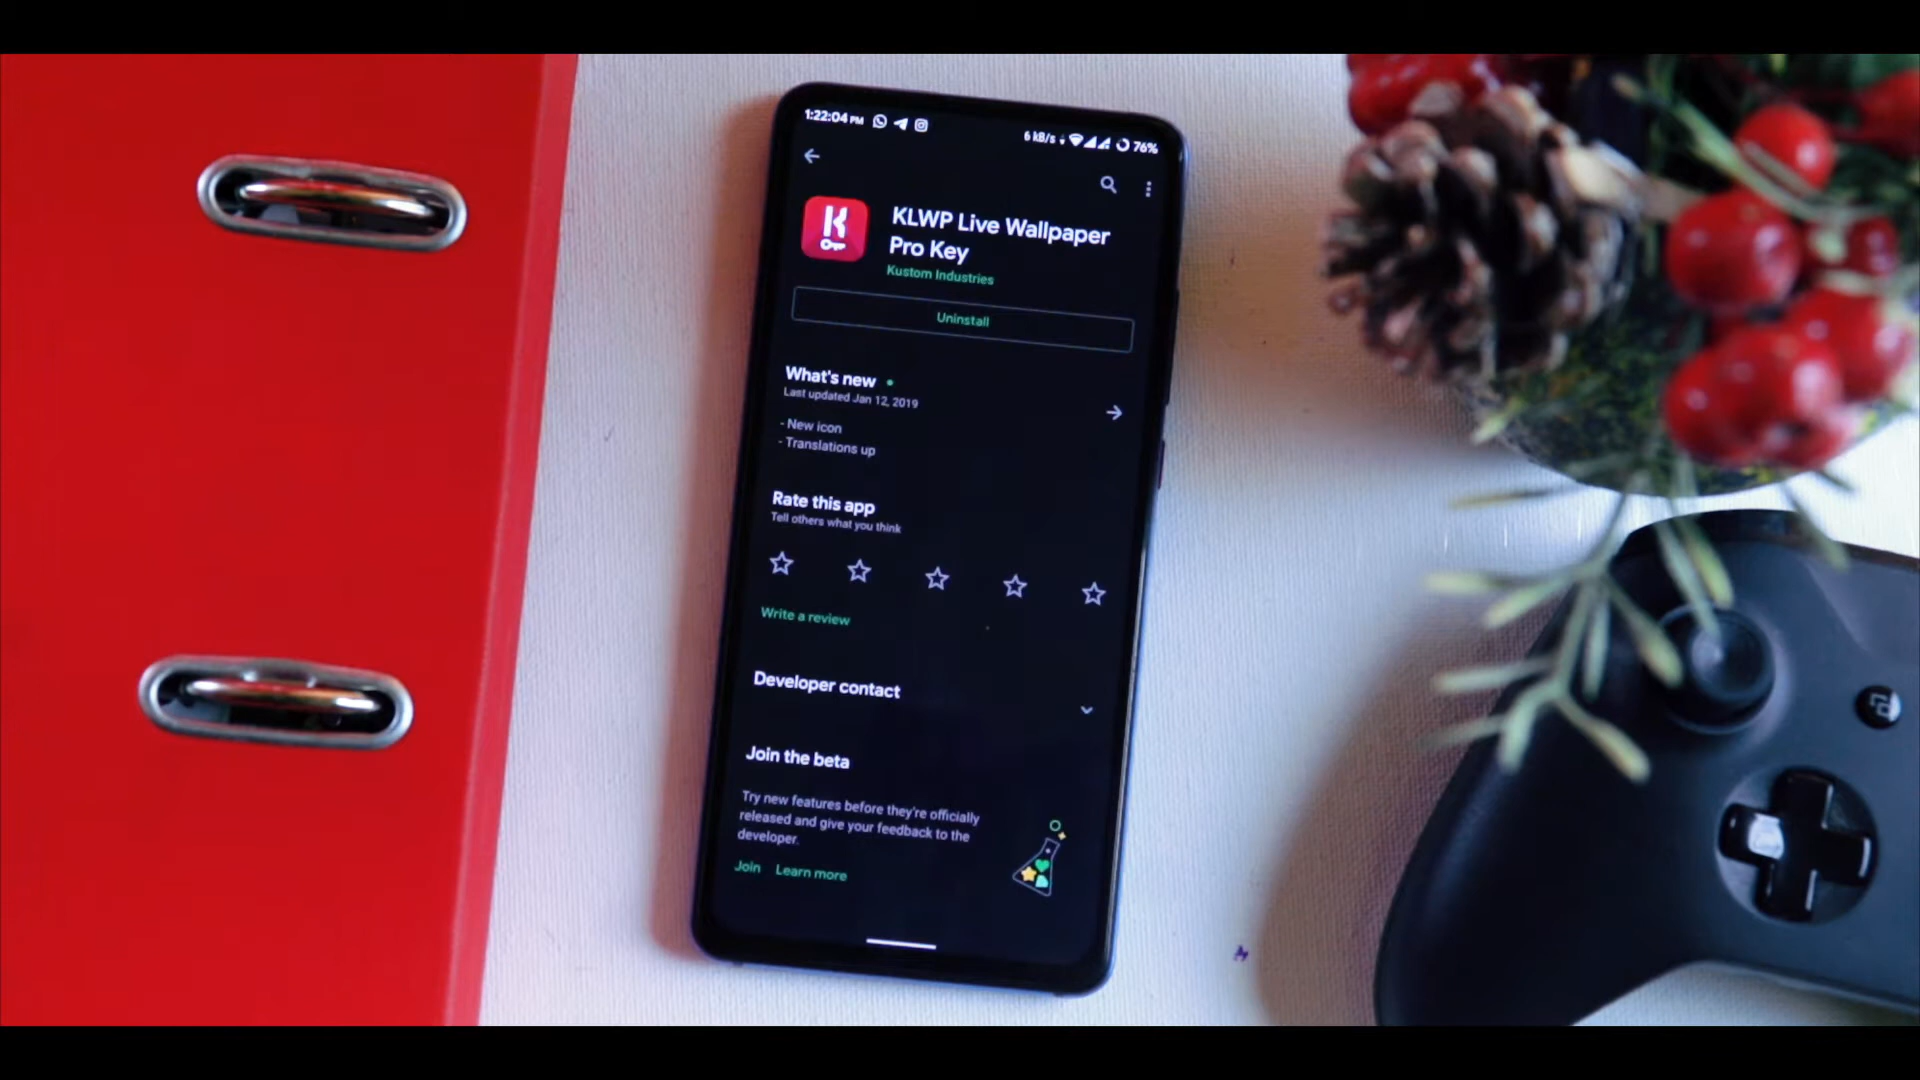 1:22:04 PM
6 kB/s 76%
K
KLWP Live Wallpaper
Pro Key
Kustom Industries
Uninstall
What's new
Last updated Jan 12, 2019
- New icon
- Translations up
Rate this app
Tell others what you think
Write a review
Developer contact
Join the beta
Try new features before they're officially
released and give your feedback to the
developer.
Join Learn more